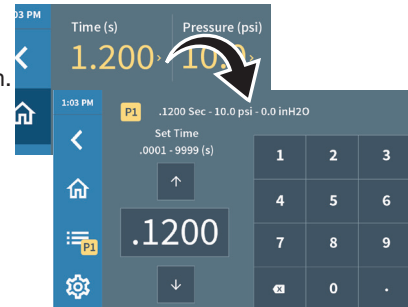 03 PM
Time (s) Pressure (psi)
1.200 10.0
n.
1:03 PM
P1 .1200 Sec - 10.0 psi - 0.0 inH2O
Set Time
.0001 - 9999 (s)
1 2 3
4 5 6
.1200
P1
7 8 9
0 .